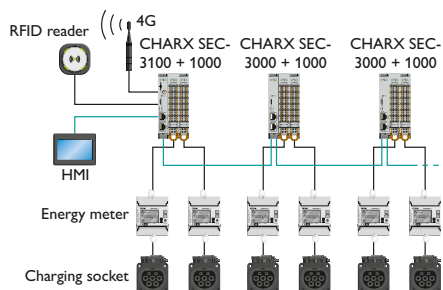 4G
RFID reader
CHARX SEC-
3100 + 1000
CHARX SEC-
3000 + 1000
CHARX SEC-
3000 + 1000
HMI
Energy meter
Charging socket